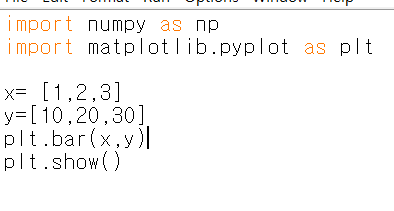 import numpy as np
import matplotlib.pyplot as plt
x= [1,2,3]
y=[10,20,30]
plt.bar(x,y)
plt.show()